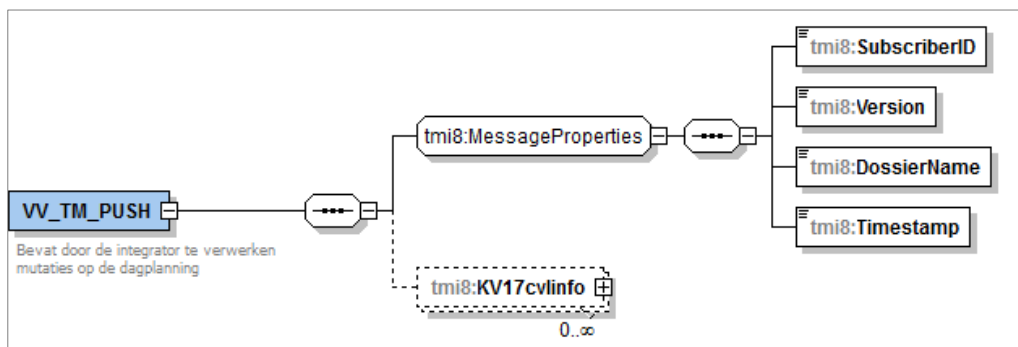 tmi8:SubscriberID
tmi8:MessageProperties
tmi8:Version
tmi8:DossierName
VV_TM_PUSH
tmi8:Timestamp
Bevat door de integrator te verwerken
mutaties op de dagplanning
tmi8:KV17cvlinfo
0..∞